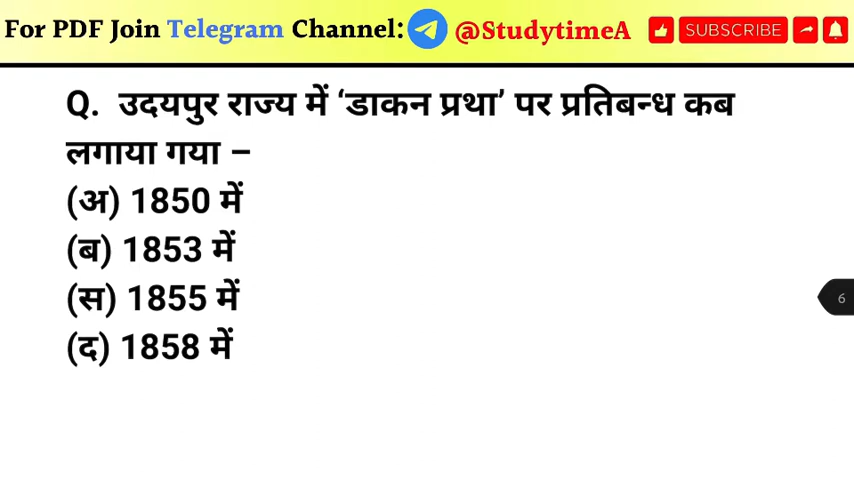 For PDF Join Telegram Channel: @StudytimeA SUBSCRIBE
Q. उदयपुर राज्य में ‘डाकन प्रथा’ पर प्रतिबन्ध कब
लगाया गया –
(अ) 1850 में
(ब) 1853 में
(स) 1855 में
(द) 1858 में
6